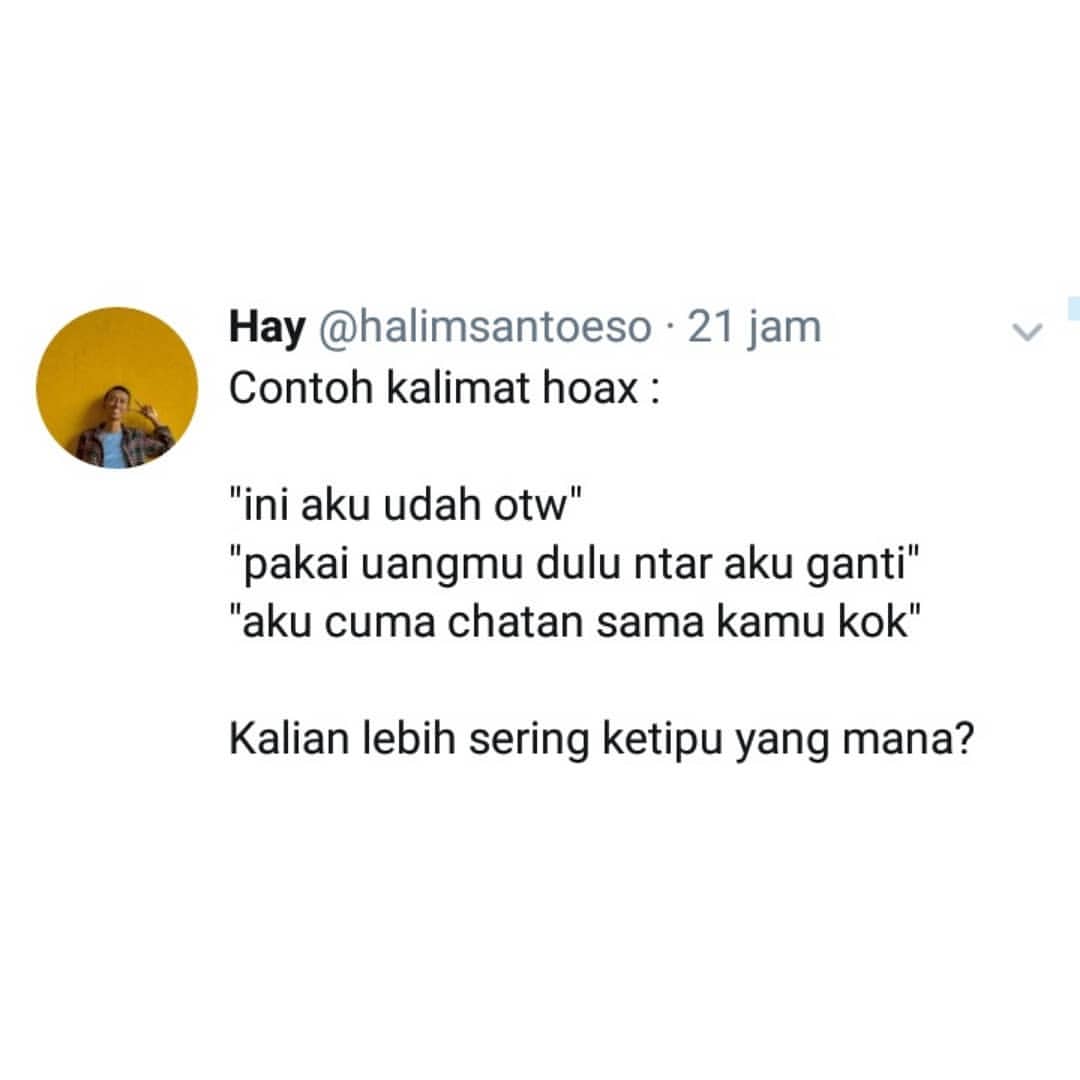 Hay @halimsantoeso · 21 jam
Contoh kalimat hoax :
"ini aku udah otw"
"pakai uangmu dulu ntar aku ganti"
"aku cuma chatan sama kamu kok"
Kalian lebih sering ketipu yang mana?